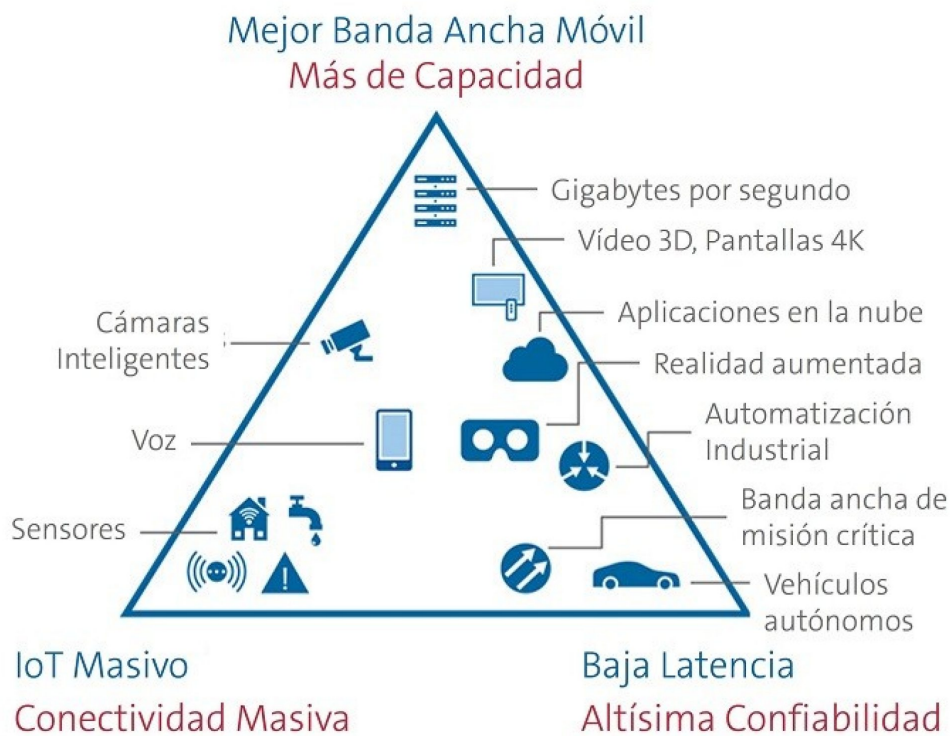 Mejor Banda Ancha Móvil
Más de Capacidad
Gigabytes por segundo
Vídeo 3D, Pantallas 4K
Aplicaciones en la nube
Cámaras
Inteligentes
Realidad aumentada
Automatización
Industrial
Voz
Banda ancha de
misión crítica
Sensores
Vehículos
autónomos
IoT Masivo
Conectividad Masiva
Baja Latencia
Altísima Confiabilidad